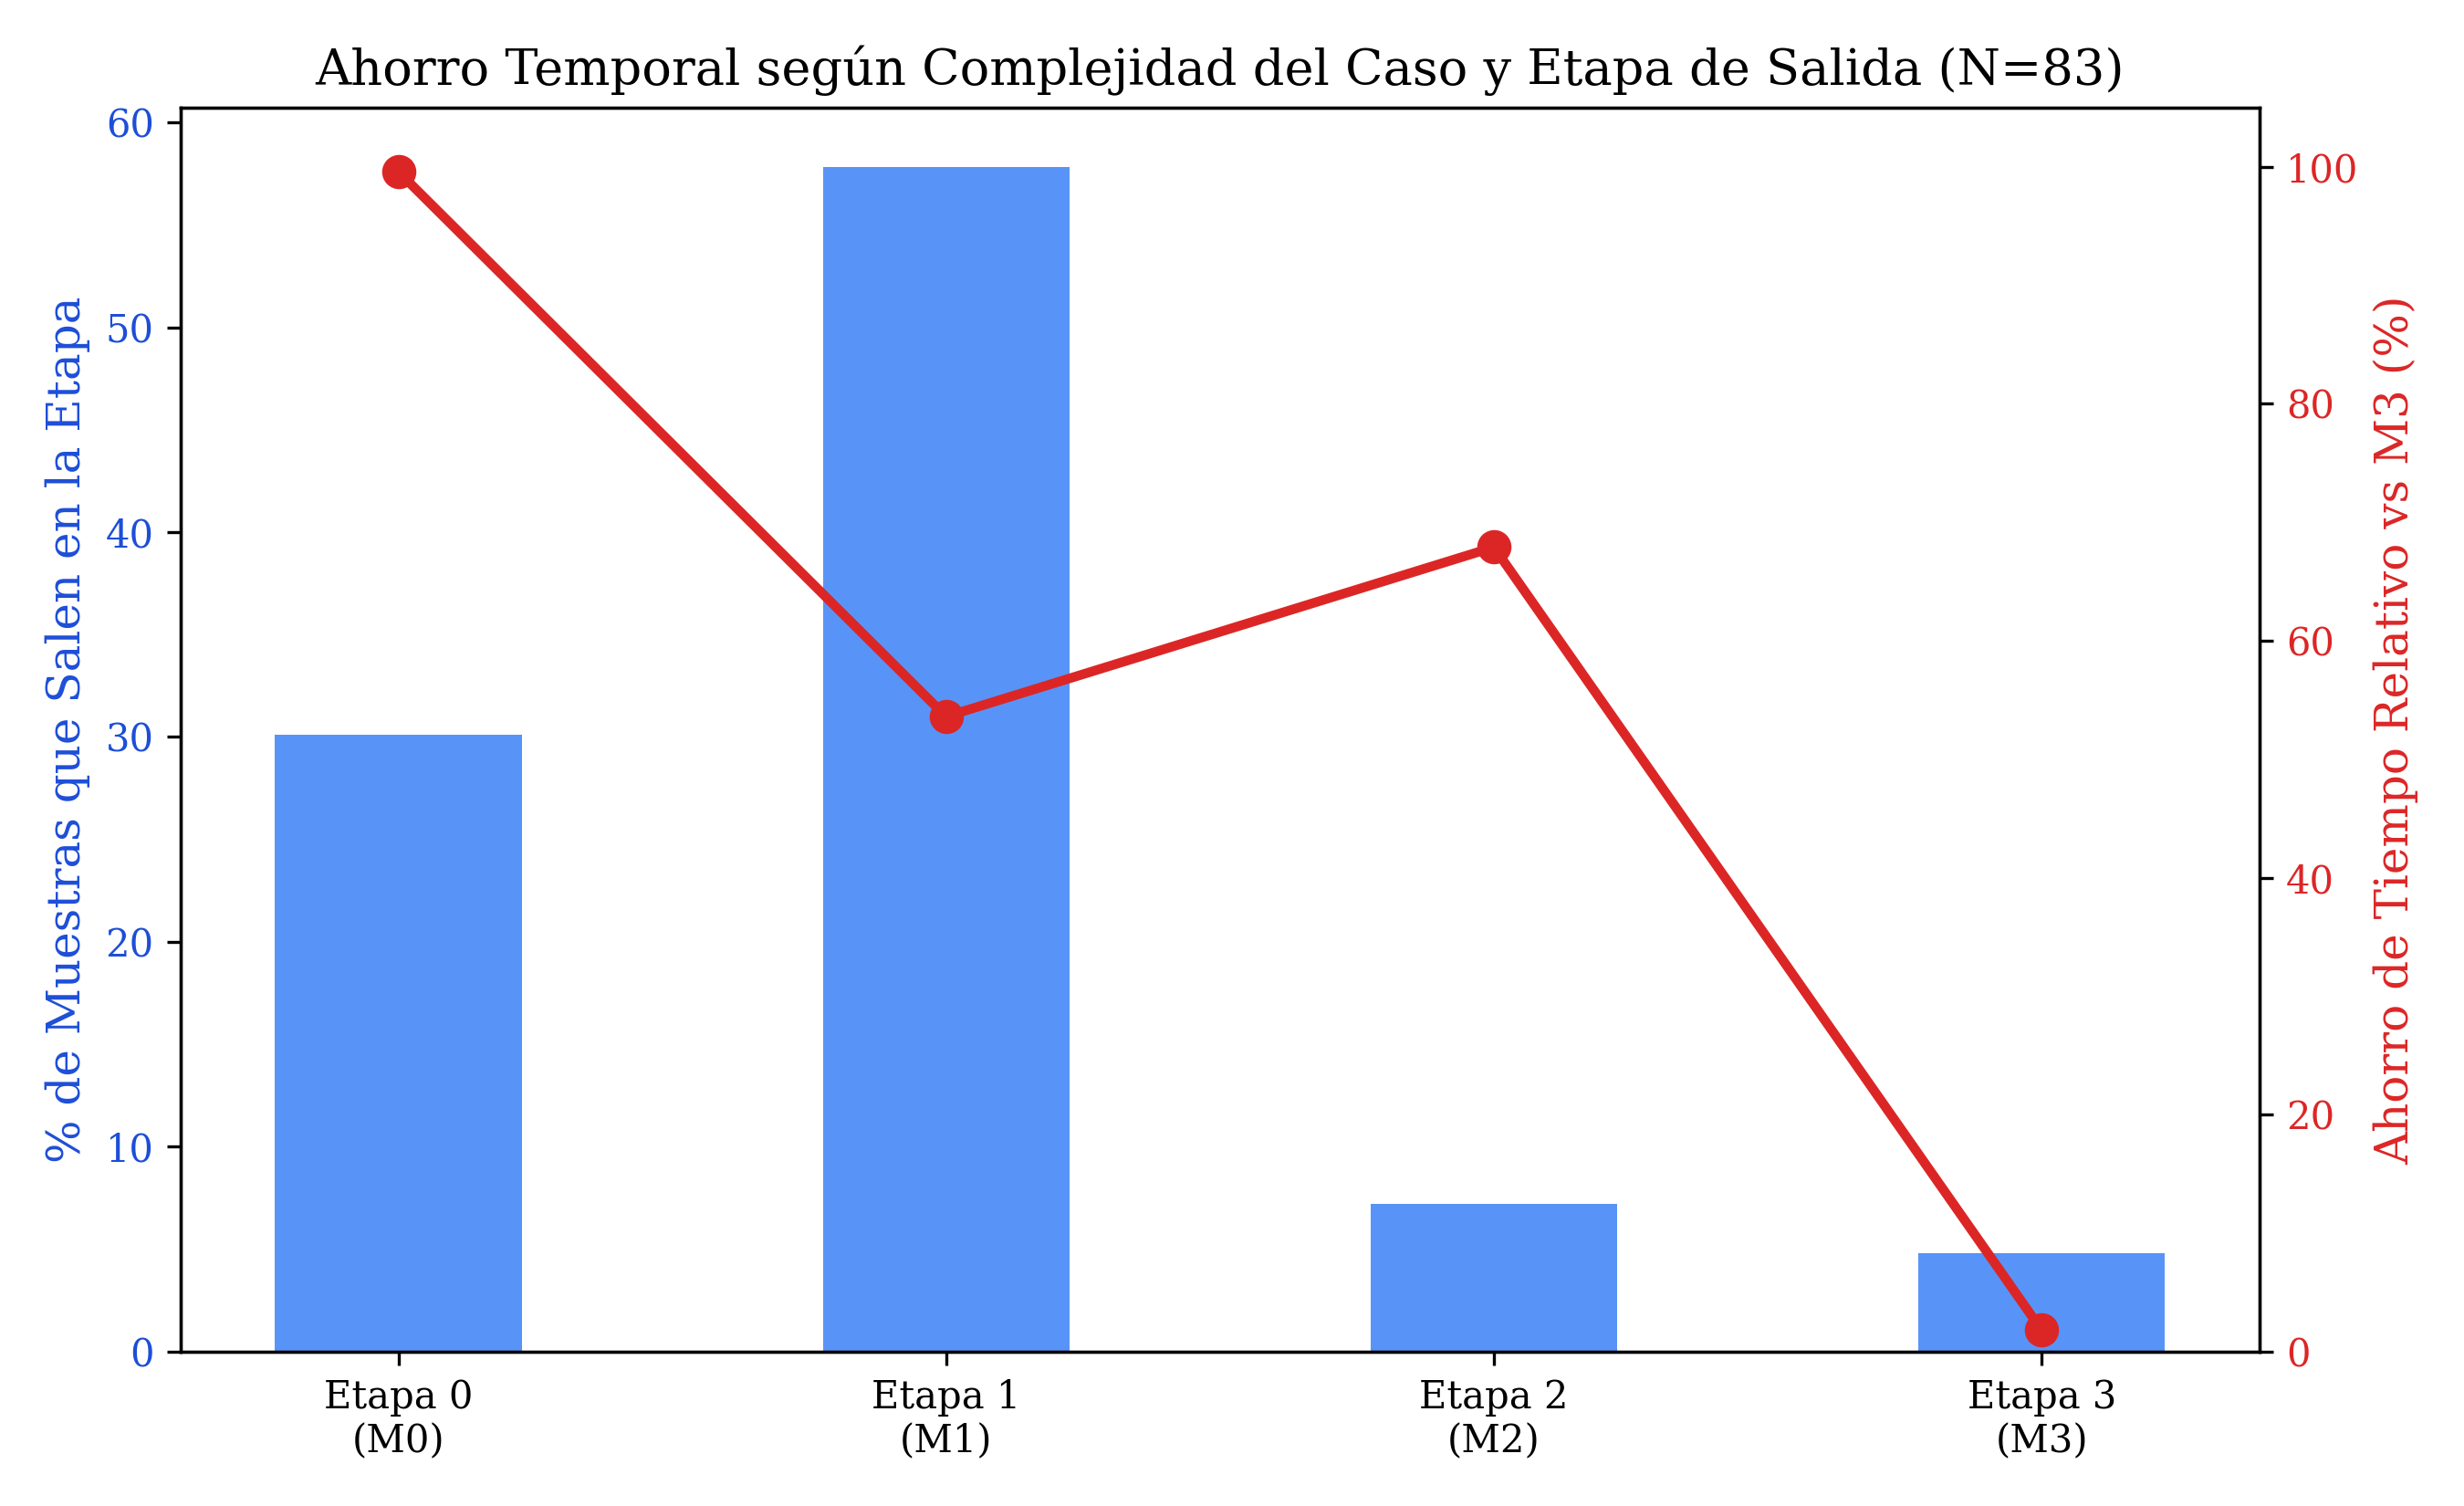 Ahorro Temporal según Complejidad del Caso y Etapa de Salida (N=83)
% de Muestras que Salen en la Etapa
60
50
40
30
20
10
0
100
80
60
40
20
0
Ahorro de Tiempo Relativo vs M3 (%)
Etapa 0
(M0)
Etapa 1
(M1)
Etapa 2
(M2)
Etapa 3
(M3)